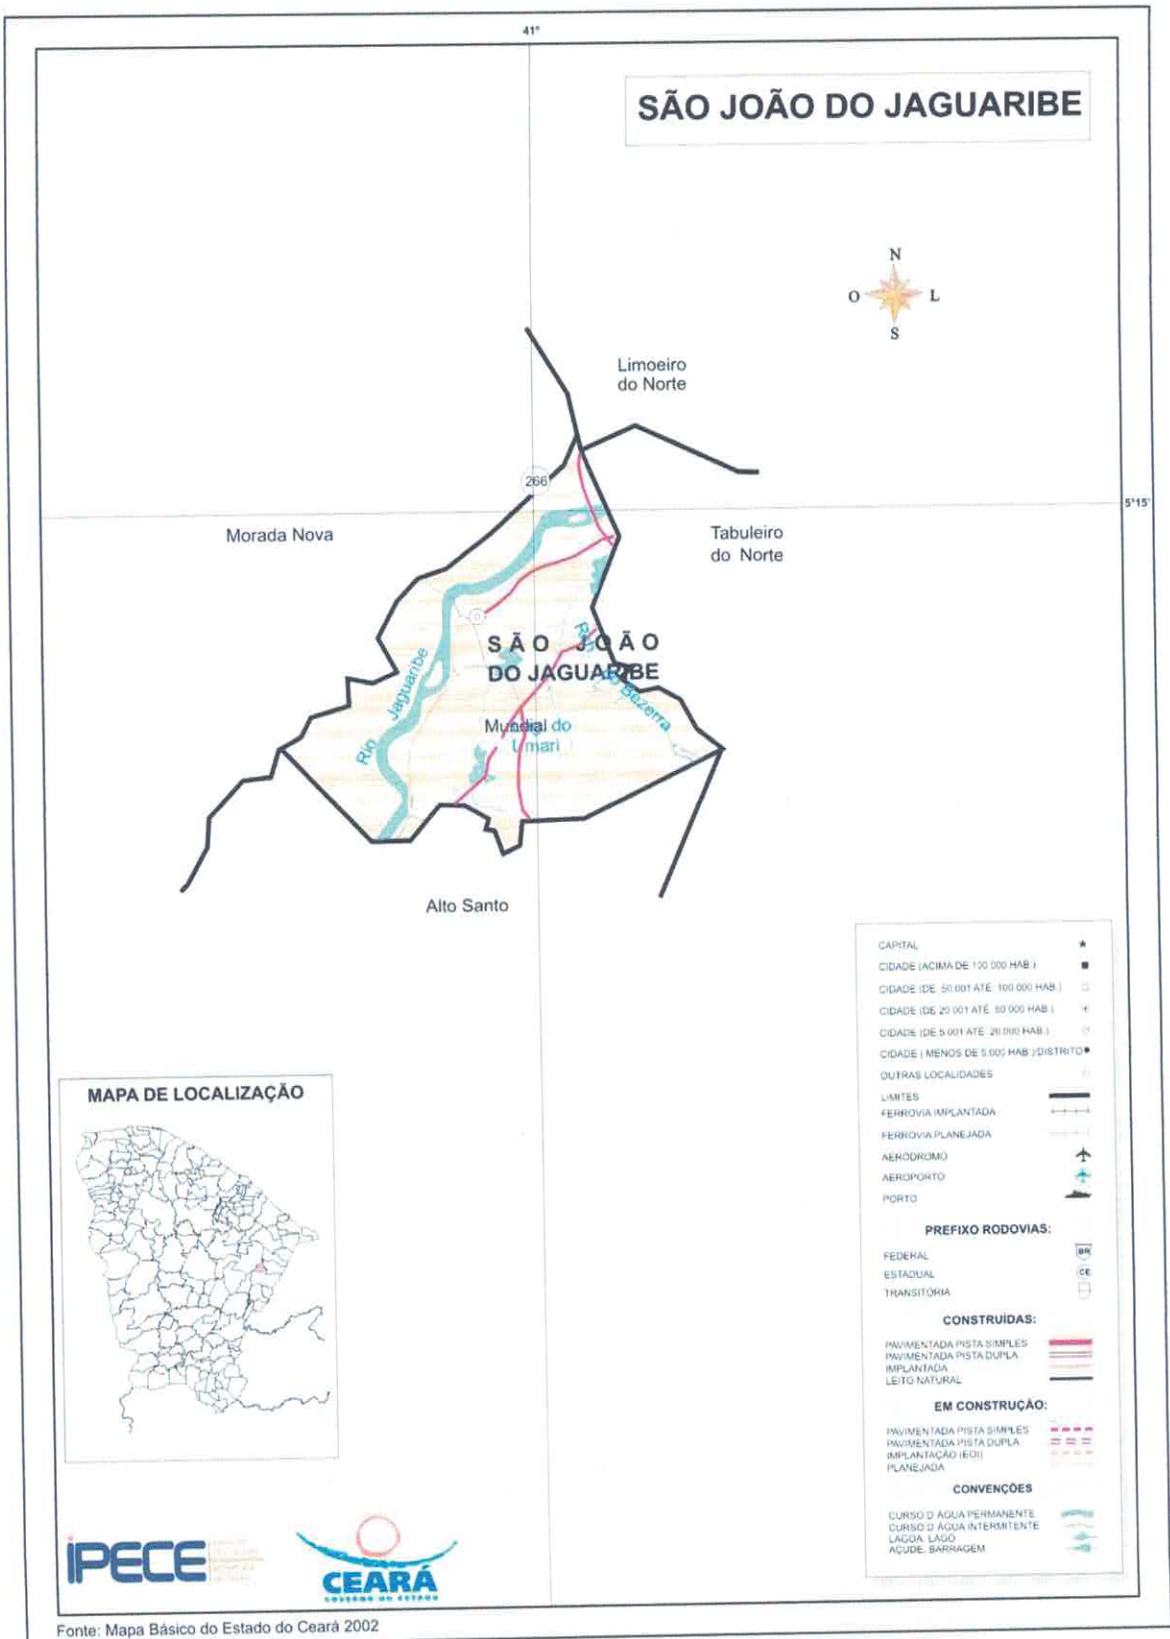 41°
SÃO JOÃO DO JAGUARIBE
N
O
L
S
Limoeiro
do Norte
266
5°15'
Morada Nova
Tabuleiro
do Norte
SÃO JOÃO
DO JAGUARIBE
Rio Jaguaribe
Bezerra
Mundial do
Umari
Alto Santo
CAPITAL
CIDADE (ACIMA DE 100.000 HAB.)
CIDADE (DE 50.001 ATÉ 100.000 HAB.)
CIDADE (DE 20.001 ATÉ 50.000 HAB.)
CIDADE (DE 5.001 ATÉ 20.000 HAB.)
CIDADE ( MENOS DE 5.000 HAB.)/DISTRITO
OUTRAS LOCALIDADES
LIMITES
FERROVIA IMPLANTADA
FERROVIA PLANEJADA
AERÓDROMO
AEROPORTO
PORTO
PREFIXO RODOVIAS:
FEDERAL BR
ESTADUAL CE
TRANSITÓRIA
CONSTRUÍDAS:
PAVIMENTADA PISTA SIMPLES
PAVIMENTADA PISTA DUPLA
IMPLANTADA
LEITO NATURAL
EM CONSTRUÇÃO:
PAVIMENTADA PISTA SIMPLES
PAVIMENTADA PISTA DUPLA
IMPLANTAÇÃO (EOI)
PLANEJADA
CONVENÇÕES
CURSO D ÁGUA PERMANENTE
CURSO D ÁGUA INTERMITENTE
LAGOA, LAGO
AÇUDE, BARRAGEM
MAPA DE LOCALIZAÇÃO
IPECE
CEARÁ
GOVERNO DO ESTADO
Fonte: Mapa Básico do Estado do Ceará 2002